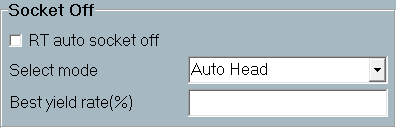 Socket Off
RT auto socket off
Select mode Auto Head
Best yield rate(%)